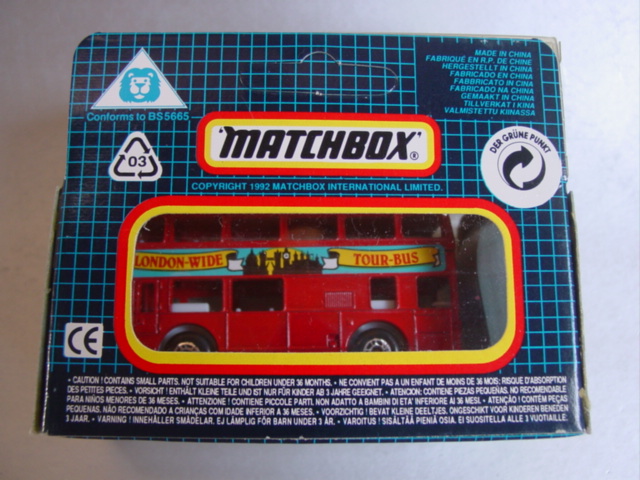 MADE IN CHINA
FABRIQUÉ EN R.P. DE CHINE
HERGESTELLT IN CHINA
FABRICADO EN CHINA
FABBRICATO IN CINA
FABRICADO NA CHINA
GEMAAKT IN CHINA
TILLVERKAT I KINA
VALMISTETTU KIINASSA
Conforms to BS 5665
03
MATCHBOX®
DER GRÜNE PUNKT
COPYRIGHT 1992 MATCHBOX INTERNATIONAL LIMITED.
LONDON-WIDE TOUR-BUS
CE
• CAUTION ! CONTAINS SMALL PARTS. NOT SUITABLE FOR CHILDREN UNDER 36 MONTHS. • NE CONVIENT PAS A UN ENFANT DE MOINS DE 36 MOIS; RISQUE D'ABSORPTION
DES PETITES PIECES. • VORSICHT ! ENTHÄLT KLEINE TEILE UND IST NUR FÜR KINDER AB 3 JAHRE GEEIGNET. • ATENCION: CONTIENE PIEZAS PEQUEÑAS. NO RECOMENDABLE
PARA NIÑOS MENORES DE 36 MESES. • ATTENZIONE ! CONTIENE PICCOLE PARTI. NON ADATTO A BAMBINI DI ETA' INFERIORE AI 36 MESI. • ATENÇÃO ! CONTÉM PEÇAS
PEQUENAS. NÃO RECOMENDADO A CRIANÇAS COM IDADE INFERIOR A 36 MESES. • VOORZICHTIG ! BEVAT KLEINE DEELTJES. ONGESCHIKT VOOR KINDEREN BENEDEN
3 JAAR. • VARNING ! INNEHÅLLER SMÅDELAR. EJ LÄMPLIG FÖR BARN UNDER 3 ÅR. • VAROITUS ! SISÄLTÄÄ PIENIÄ OSIA. EI SUOSITELLA ALLE 3 VUOTIAILLE.